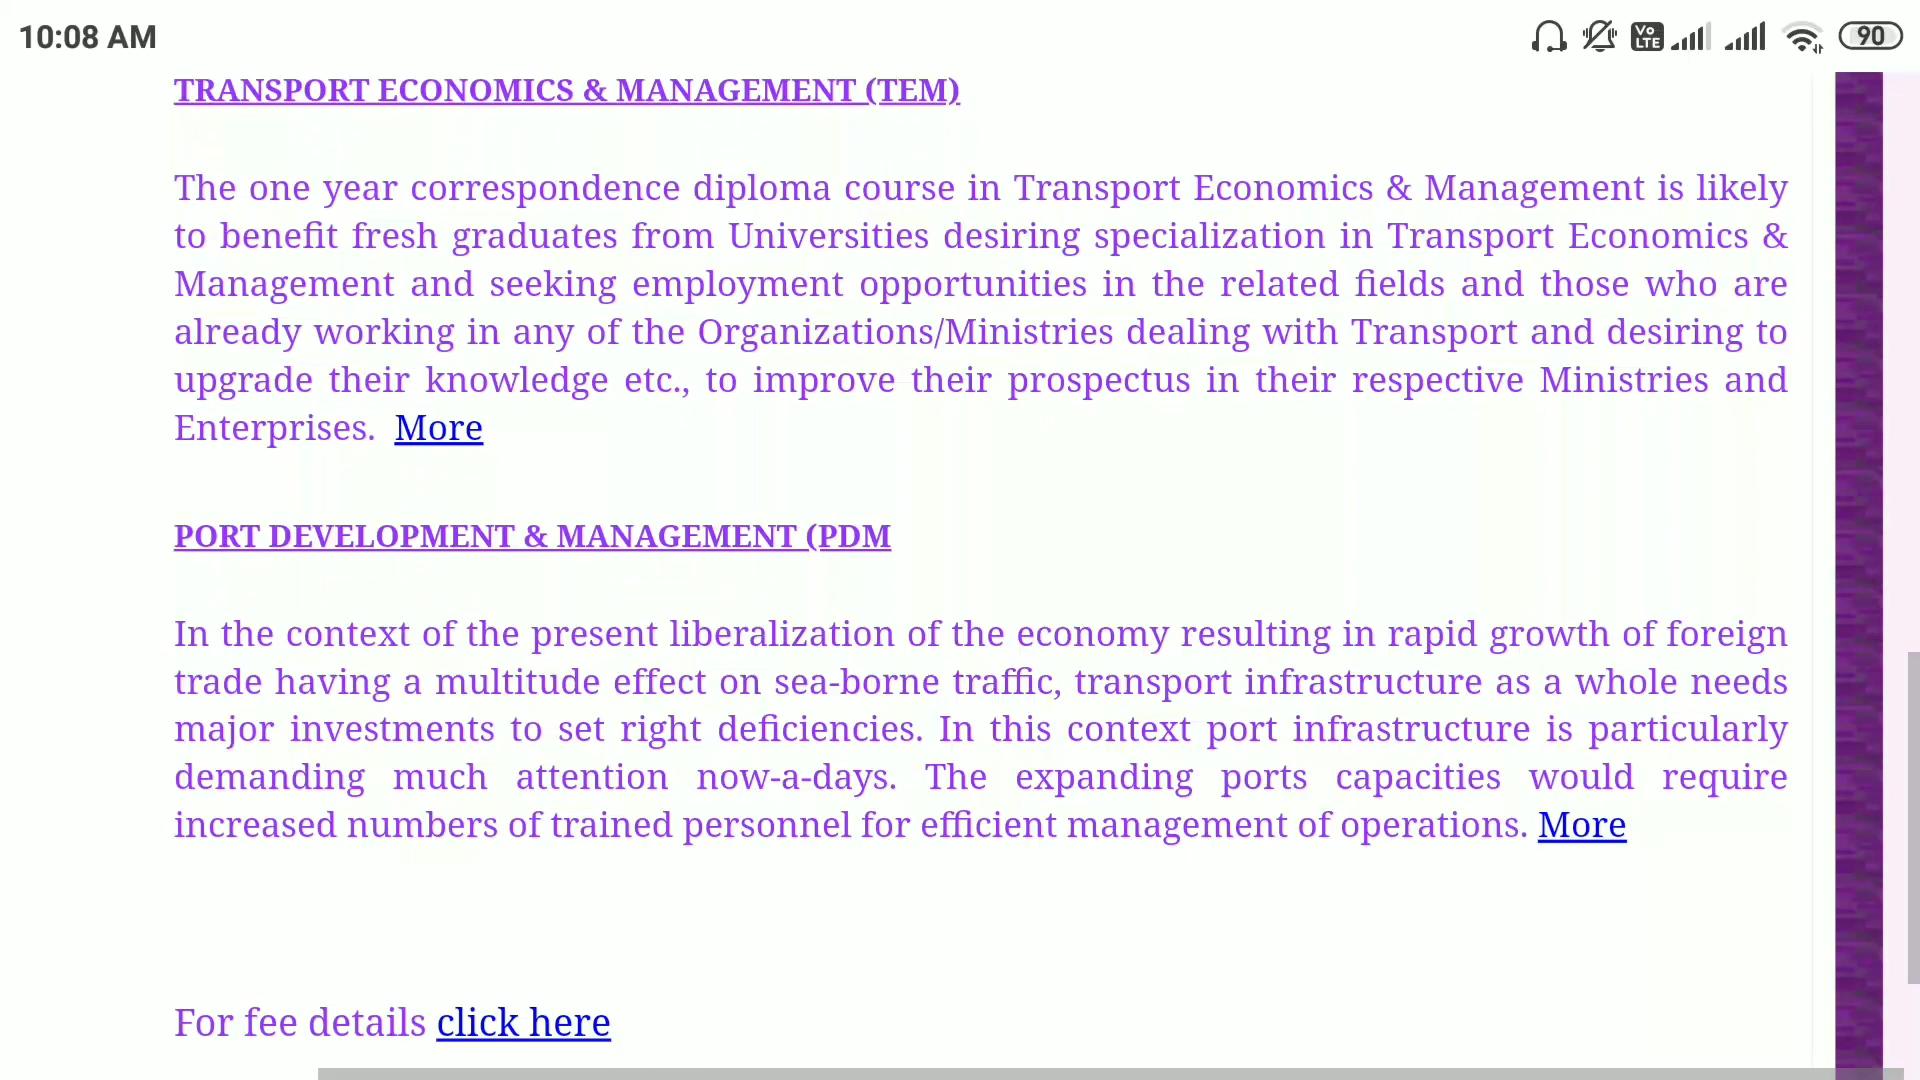 10:08 AM
Vo LTE
90
TRANSPORT ECONOMICS & MANAGEMENT (TEM)
The one year correspondence diploma course in Transport Economics & Management is likely
to benefit fresh graduates from Universities desiring specialization in Transport Economics &
Management and seeking employment opportunities in the related fields and those who are
already working in any of the Organizations/Ministries dealing with Transport and desiring to
upgrade their knowledge etc., to improve their prospectus in their respective Ministries and
Enterprises. More
PORT DEVELOPMENT & MANAGEMENT (PDM
In the context of the present liberalization of the economy resulting in rapid growth of foreign
trade having a multitude effect on sea-borne traffic, transport infrastructure as a whole needs
major investments to set right deficiencies. In this context port infrastructure is particularly
demanding much attention now-a-days. The expanding ports capacities would require
increased numbers of trained personnel for efficient management of operations. More
For fee details click here